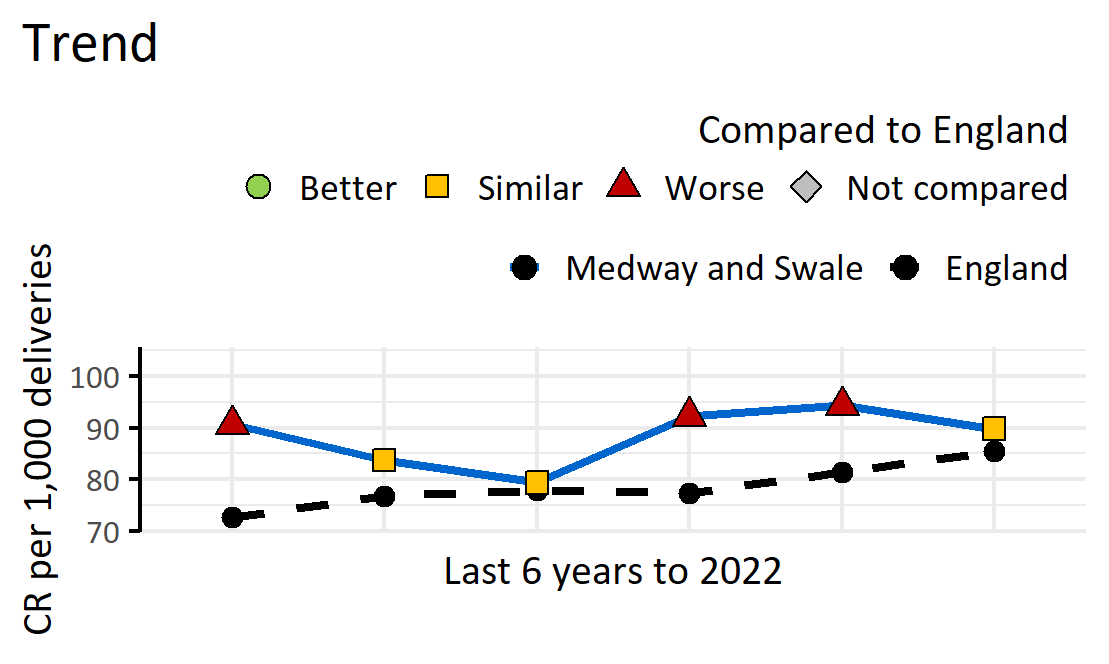 Trend
Compared to England
Better Similar Worse Not compared
Medway and Swale England
CR per 1,000 deliveries
100
90
80
70
Last 6 years to 2022